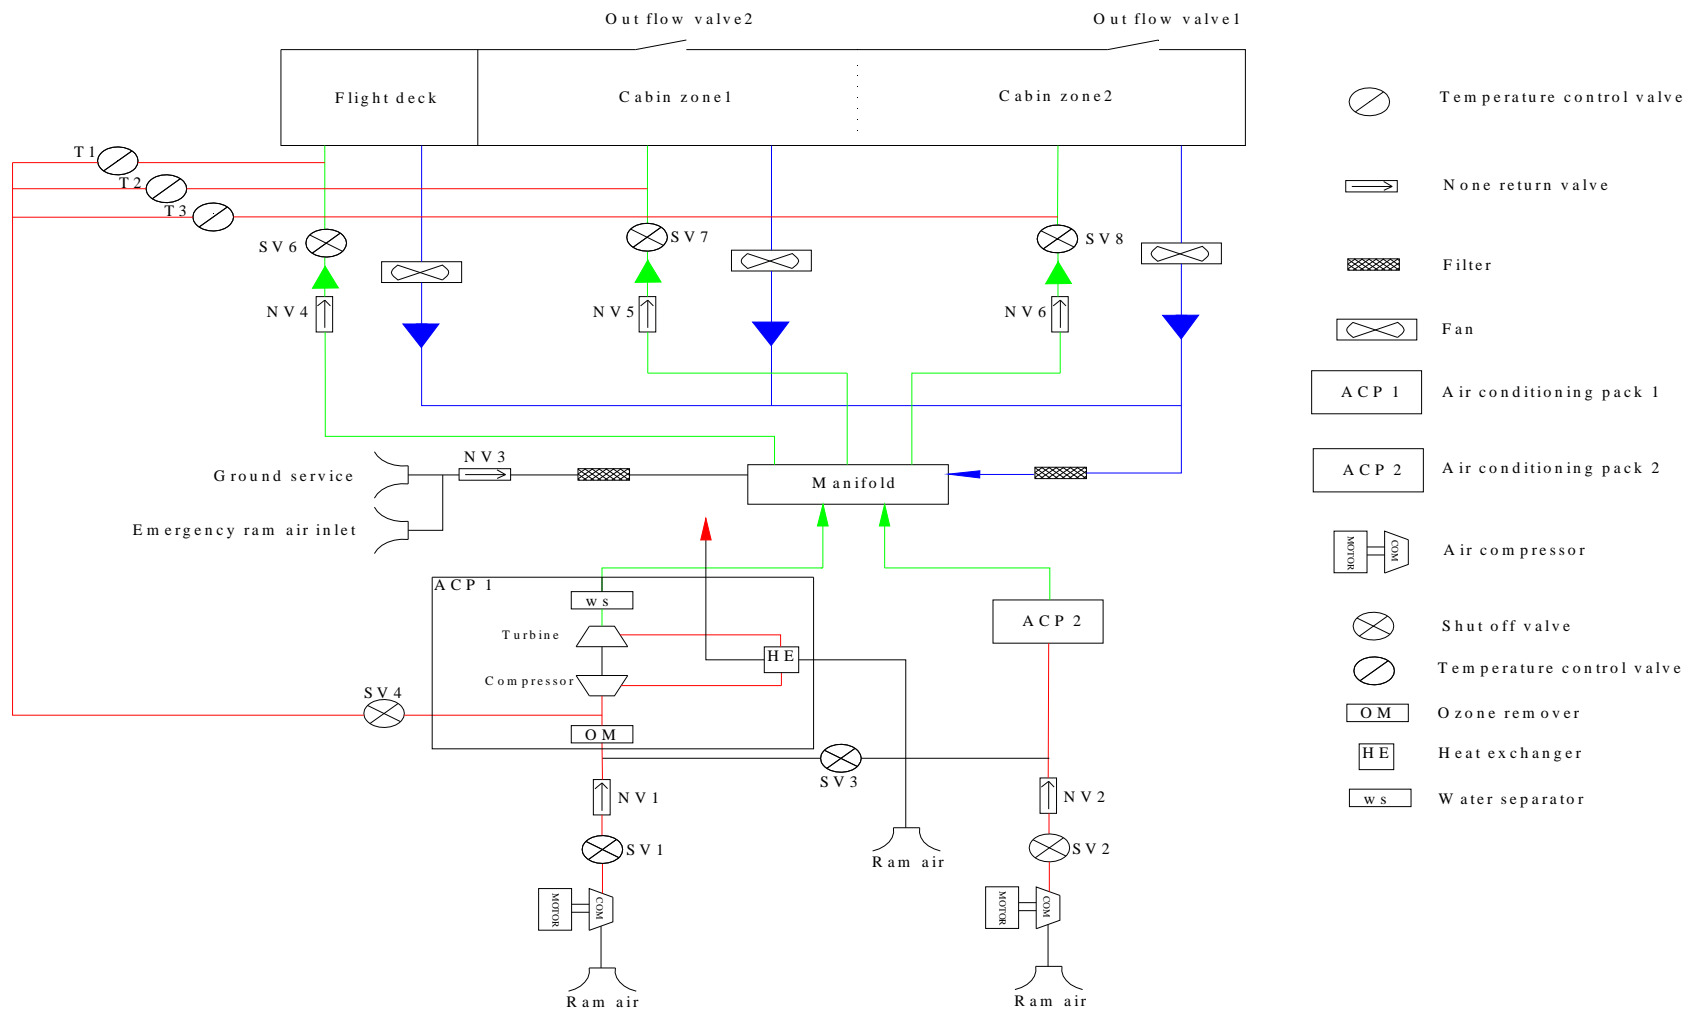 Out flow valve2
Out flow valve1
Flight deck
Cabin zone1
Cabin zone2
Temperature control valve
T1
T2
T3
None return valve
SV6
SV7
SV8
Filter
NV4
NV5
NV6
Fan
ACP 1
Air conditioning pack 1
Ground service
NV3
Manifold
ACP 2
Air conditioning pack 2
Emergency ram air inlet
MOTOR
COM
Air compressor
ACP 1
ws
Turbine
HE
Compressor
ACP 2
Shut off valve
Temperature control valve
SV4
OM
OM
Ozone remover
SV3
HE
Heat exchanger
NV1
NV2
ws
Water separator
SV1
SV2
Ram air
MOTOR
COM
MOTOR
COM
Ram air
Ram air